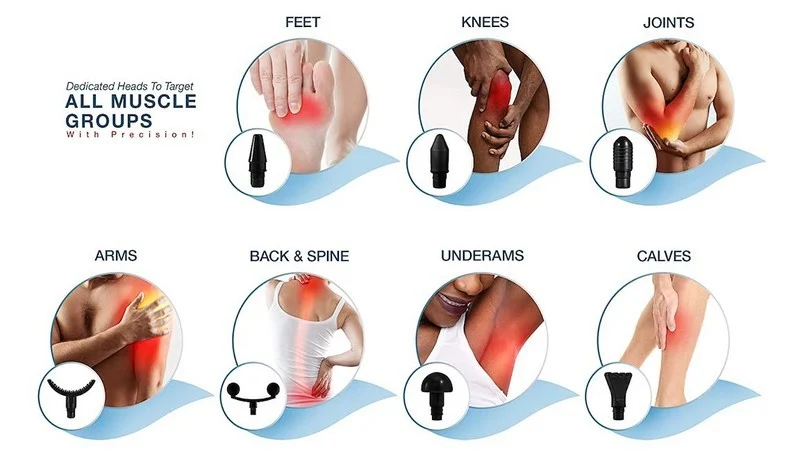 FEET
KNEES
JOINTS
Dedicated Heads To Target
ALL MUSCLE
GROUPS
With Precision!
ARMS
BACK & SPINE
UNDERAMS
CALVES